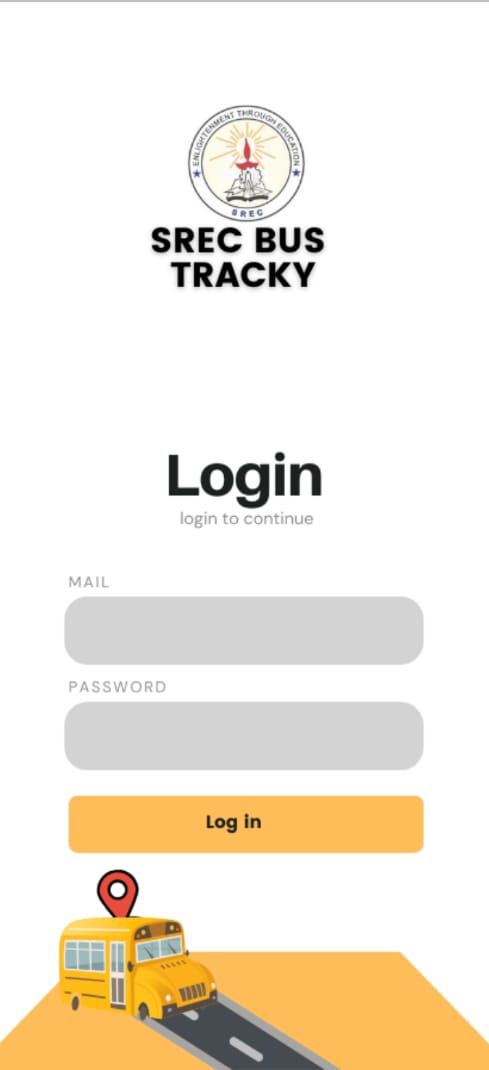 ENLIGHTENMENT THROUGH EDUCATION
SREC
SREC BUS
TRACKY
Login
login to continue
MAIL
PASSWORD
Log in